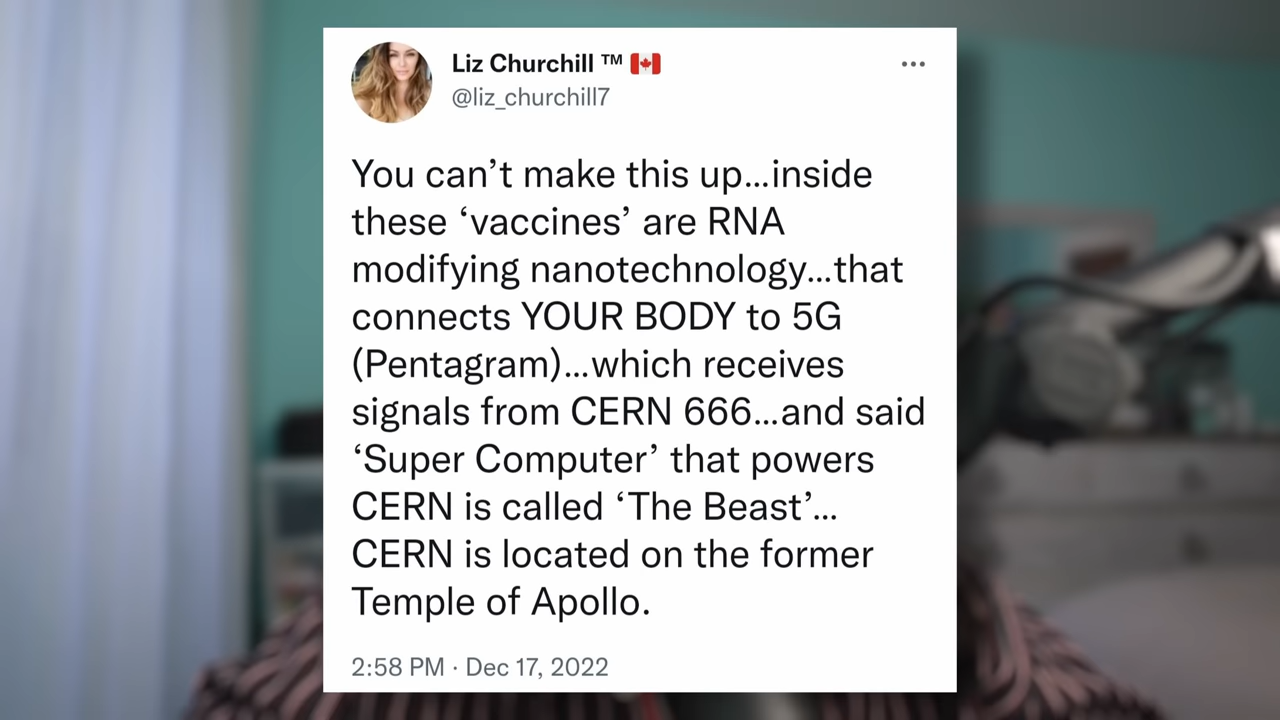 Liz Churchill ™ 🇨🇦
@liz_churchill7
You can’t make this up...inside
these ‘vaccines’ are RNA
modifying nanotechnology...that
connects YOUR BODY to 5G
(Pentagram)...which receives
signals from CERN 666...and said
‘Super Computer’ that powers
CERN is called ‘The Beast’...
CERN is located on the former
Temple of Apollo.
2:58 PM · Dec 17, 2022